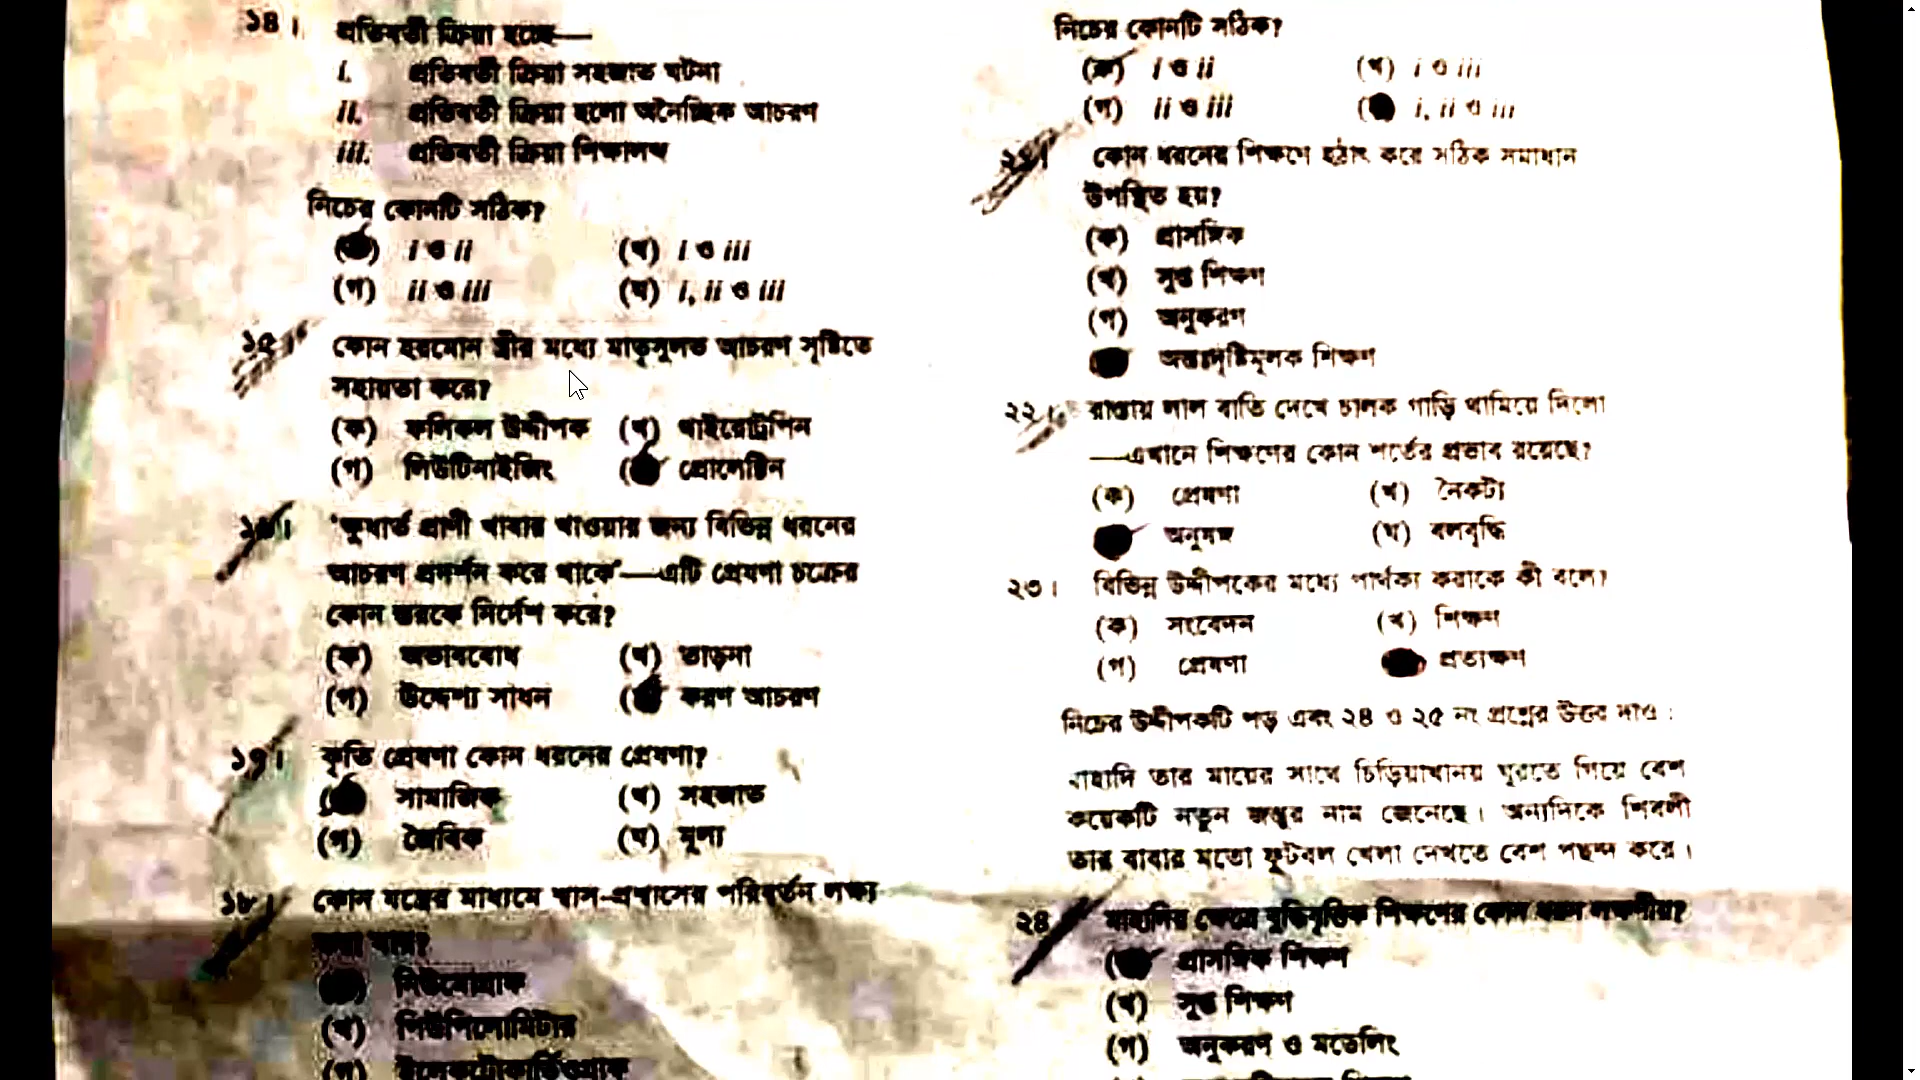 ১৪। প্রতিবর্তী ক্রিয়া হচ্ছে—
i. প্রতিবর্তী ক্রিয়া সহজাত ঘটনা
ii. প্রতিবর্তী ক্রিয়া হলো অনৈচ্ছিক আচরণ
iii. প্রতিবর্তী ক্রিয়া শিক্ষালব্ধ
নিচের কোনটি সঠিক?
i ও ii (খ) i ও iii
(গ) ii ও iii (ঘ) i, ii ও iii
১৫। কোন হরমোন স্ত্রীর মধ্যে মাতৃসুলভ আচরণ সৃষ্টিতে
সহায়তা করে?
(ক) ফলিকল উদ্দীপক (খ) থাইরোট্রপিন
(গ) লিউটিনাইজিং প্রোলেক্টিন
১৬। 'ক্ষুধার্ত প্রাণী খাবার খাওয়ার জন্য বিভিন্ন ধরনের
আচরণ প্রদর্শন করে থাকে'—এটি প্রেষণা চক্রের
কোন স্তরকে নির্দেশ করে?
(ক) অভাববোধ (খ) তাড়না
(গ) উদ্দেশ্য সাধন করণ আচরণ
১৭। কৃতি প্রেষণা কোন ধরনের প্রেষণা?
সামাজিক (খ) সহজাত
(গ) জৈবিক (ঘ) মুখ্য
১৮। কোন যন্ত্রের মাধ্যমে শ্বাস-প্রশ্বাসের পরিবর্তন লক্ষ্য
করা যায়?
নিউমোগ্রাফ
(খ)
(গ) ইলেকট্রোকার্ডিওগ্রাফ
নিচের কোনটি সঠিক?
(ক) i ও ii (খ) i ও iii
(গ) ii ও iii i, ii ও iii
২১। কোন ধরনের শিক্ষণে হঠাৎ করে সঠিক সমাধান
উপস্থিত হয়?
(ক) প্রাসঙ্গিক
(খ) সুপ্ত শিক্ষণ
(গ) অনুকরণ
অন্তঃদৃষ্টিমূলক শিক্ষণ
২২। রাস্তায় লাল বাতি দেখে চালক গাড়ি থামিয়ে দিলো
—এখানে শিক্ষণের কোন শর্তের প্রভাব রয়েছে?
(ক) প্রেষণা (খ) নৈকট্য
অনুষঙ্গ (ঘ) বলবৃদ্ধি
২৩। বিভিন্ন উদ্দীপকের মধ্যে পার্থক্য করাকে কী বলে?
(ক) সংবেদন (খ) শিক্ষণ
(গ) প্রেষণা প্রত্যক্ষণ
নিচের উদ্দীপকটি পড় এবং ২৪ ও ২৫ নং প্রশ্নের উত্তর দাও :
মাহাদি তার মায়ের সাথে চিড়িয়াখানায় ঘুরতে গিয়ে বেশ
কয়েকটি নতুন জন্তুর নাম জেনেছে। অন্যদিকে শিবলী
তার বাবার মতো ফুটবল খেলা দেখতে বেশ পছন্দ করে।
২৪ মাহাদির ক্ষেত্রে বুদ্ধিবৃত্তিক শিক্ষণের কোন ধরন লক্ষণীয়?
প্রাসঙ্গিক শিক্ষণ
(খ) সুপ্ত শিক্ষণ
(গ) অনুকরণ ও মডেলিং